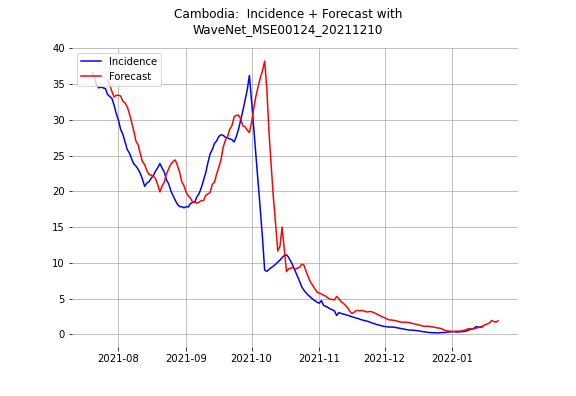 Cambodia:  Incidence + Forecast with
WaveNet_MSE00124_20211210
Incidence
Forecast
40
35
30
25
20
15
10
5
0
2021-08 2021-09 2021-10 2021-11 2021-12 2022-01